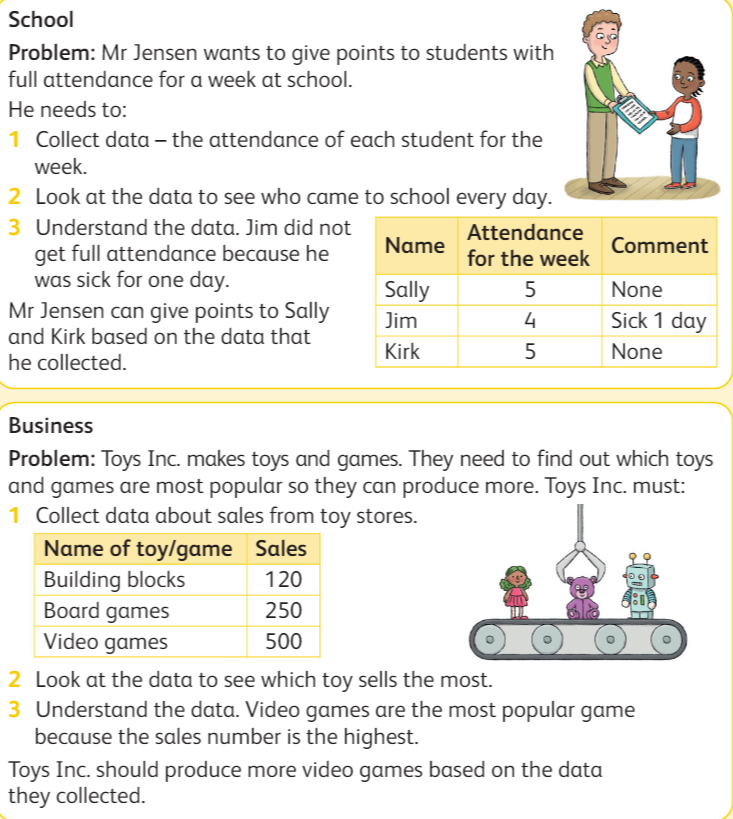 School
Problem: Mr Jensen wants to give points to students with
full attendance for a week at school.
He needs to:
1 Collect data – the attendance of each student for the
week.
2 Look at the data to see who came to school every day.
3 Understand the data. Jim did not
get full attendance because he
was sick for one day.
Mr Jensen can give points to Sally
and Kirk based on the data that
he collected.
Name Attendance for the week Comment
Sally 5 None
Jim 4 Sick 1 day
Kirk 5 None
Business
Problem: Toys Inc. makes toys and games. They need to find out which toys
and games are most popular so they can produce more. Toys Inc. must:
1 Collect data about sales from toy stores.
Name of toy/game Sales
Building blocks 120
Board games 250
Video games 500
2 Look at the data to see which toy sells the most.
3 Understand the data. Video games are the most popular game
because the sales number is the highest.
Toys Inc. should produce more video games based on the data
they collected.